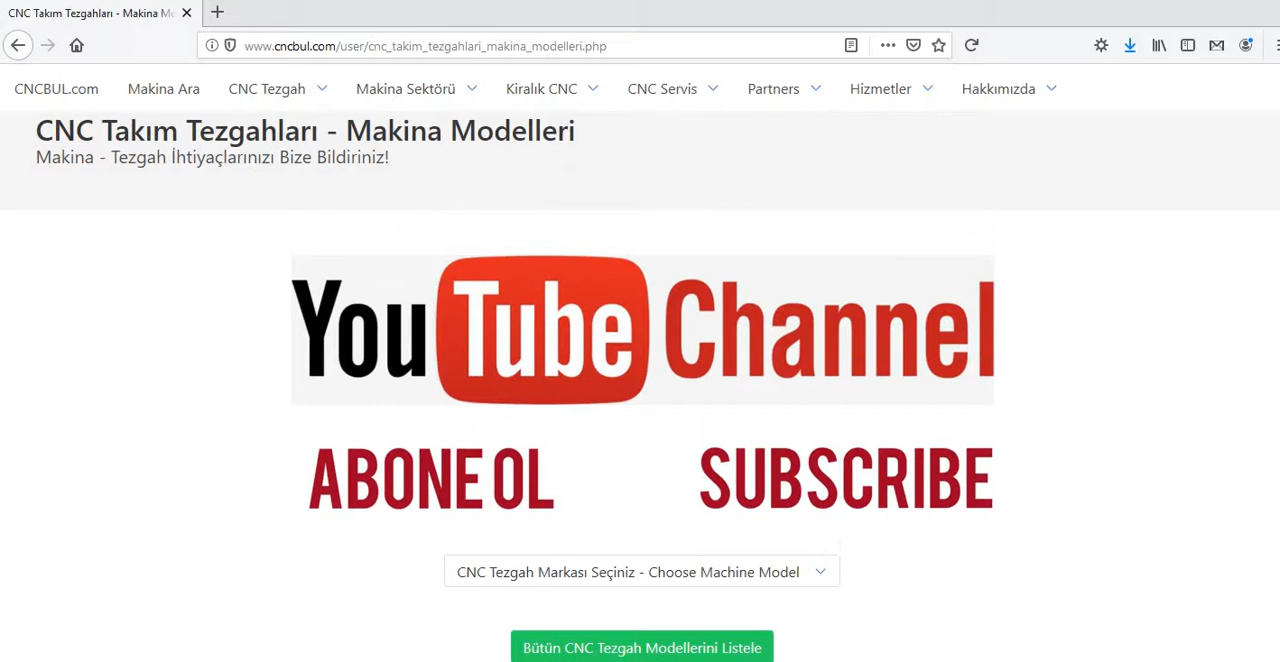 CNC Takım Tezgahları - Makina Mo
www.cncbul.com/user/cnc_takim_tezgahlari_makina_modelleri.php
CNCBUL.com Makina Ara CNC Tezgah Makina Sektörü Kiralık CNC CNC Servis Partners Hizmetler Hakkımızda
CNC Takım Tezgahları - Makina Modelleri
Makina - Tezgah İhtiyaçlarınızı Bize Bildiriniz!
YouTube Channel
ABONE OL SUBSCRIBE
CNC Tezgah Markası Seçiniz - Choose Machine Model
Bütün CNC Tezgah Modellerini Listele